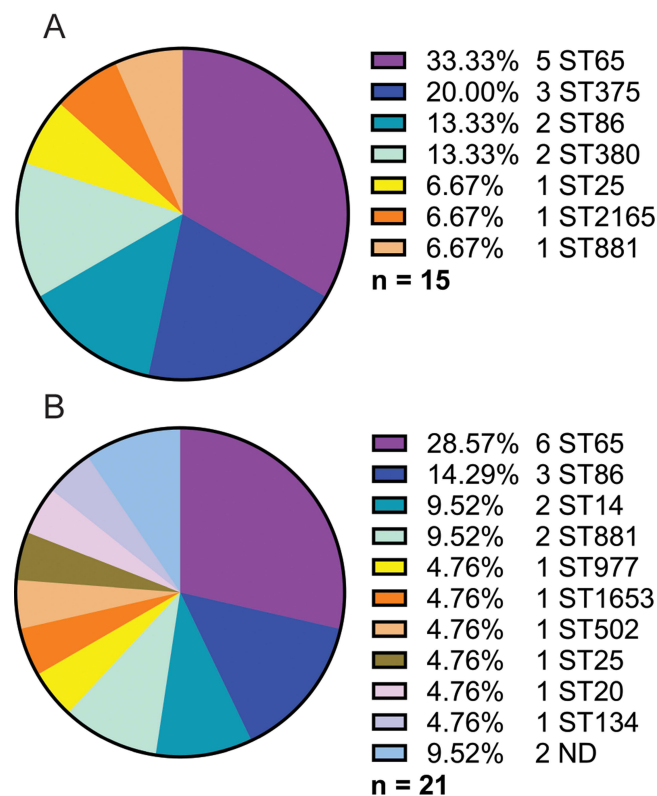 A
33.33% 5 ST65
20.00% 3 ST375
13.33% 2 ST86
13.33% 2 ST380
6.67% 1 ST25
6.67% 1 ST2165
6.67% 1 ST881
n = 15
B
28.57% 6 ST65
14.29% 3 ST86
9.52% 2 ST14
9.52% 2 ST881
4.76% 1 ST977
4.76% 1 ST1653
4.76% 1 ST502
4.76% 1 ST25
4.76% 1 ST20
4.76% 1 ST134
9.52% 2 ND
n = 21